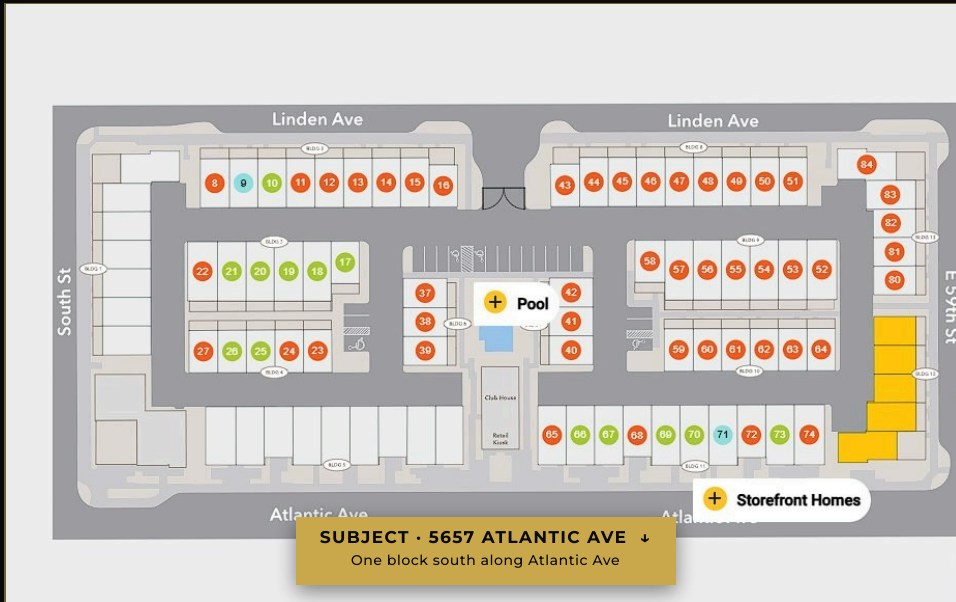 Linden Ave
Linden Ave
BLDG 2
BLDG 8
84
8 9 10 11 12 13 14 15 16
43 44 45 46 47 48 49 50 51
83
82
81
80
BLDG 13
BLDG 3
BLDG 9
22 21 20 19 18 17
58 57 56 55 54 53 52
BLDG 1
South St
E 59th St
37
38
39
BLDG 6
Pool
42
41
40
27 26 25 24 23
BLDG 4
59 60 61 62 63 64
BLDG 10
BLDG 12
Club House
Retail
Kiosk
65 66 67 68 69 70 71 72 73 74
BLDG 5
BLDG 11
Storefront Homes
Atlantic Ave
SUBJECT · 5657 ATLANTIC AVE ↓
One block south along Atlantic Ave